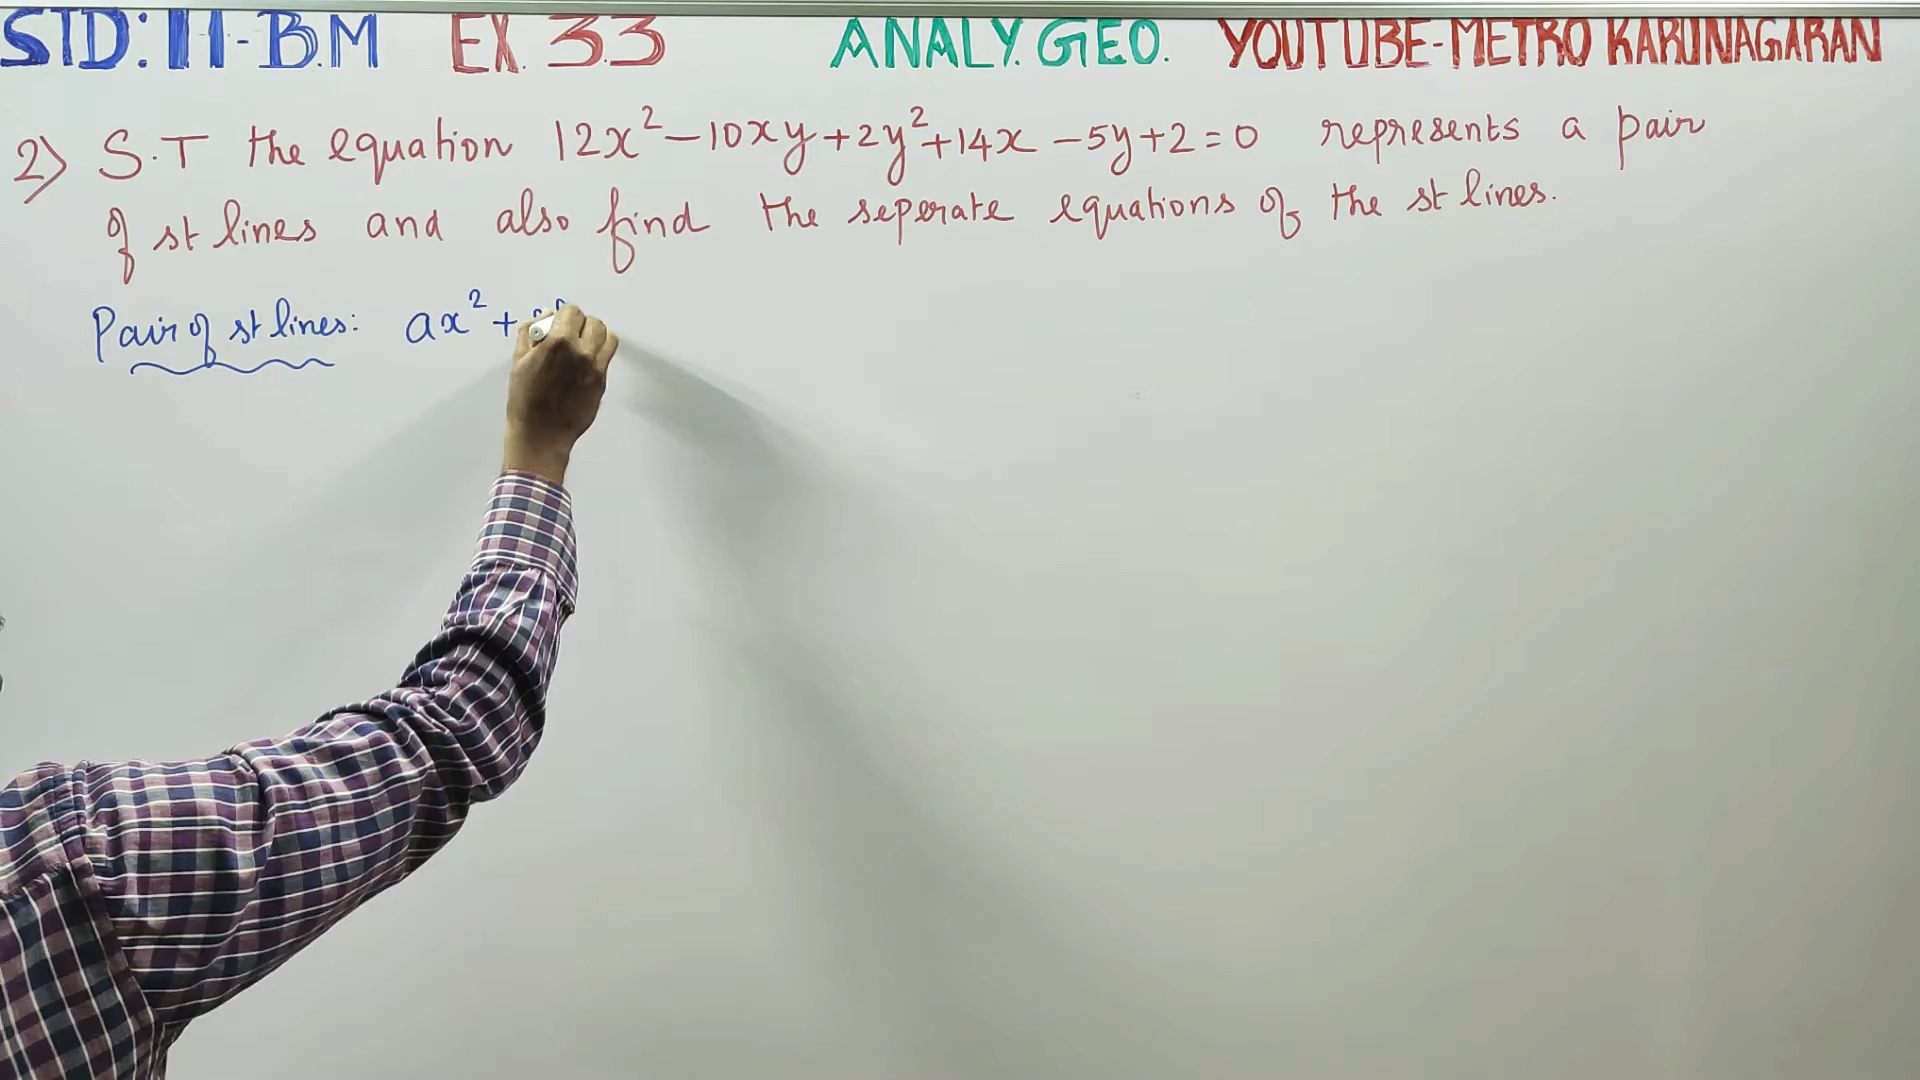 STD: 11-B.M EX. 3.3 ANALY. GEO. YOUTUBE-METRO KARUNAGARAN
2) S.T the equation 12x²-10xy+2y²+14x-5y+2=0 represents a pair
of st lines and also find the seperate equations of the st lines.
Pair of st lines: ax²+